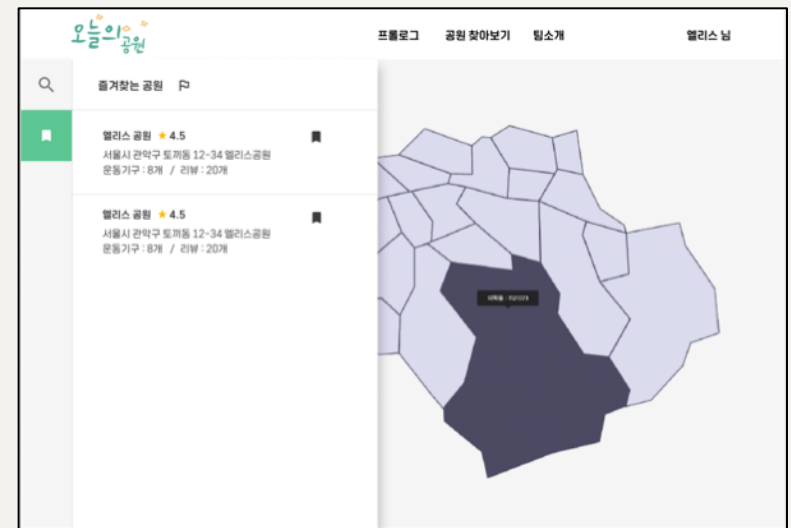 오늘의
공원
프롤로그 공원 찾아보기 팀소개 엘리스 님
즐겨찾는 공원
엘리스 공원 ★ 4.5
서울시 관악구 토끼동 12-34 엘리스공원
운동기구 : 8개 / 리뷰 : 20개
엘리스 공원 ★ 4.5
서울시 관악구 토끼동 12-34 엘리스공원
운동기구 : 8개 / 리뷰 : 20개